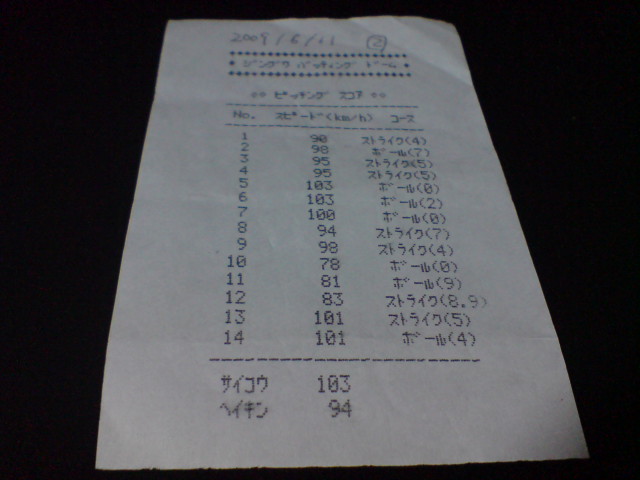 2009/6/11 ②
ジングウ バッティング ドーム
◇◇ ピッチング スコア ◇◇
No. スピード(km/h) コース
1 90 ストライク(4)
2 98 ボール(7)
3 95 ストライク(5)
4 95 ストライク(5)
5 103 ボール(0)
6 103 ボール(2)
7 100 ボール(0)
8 94 ストライク(7)
9 98 ストライク(4)
10 78 ボール(0)
11 81 ボール(9)
12 83 ストライク(8.9)
13 101 ストライク(5)
14 101 ボール(4)
サイコウ 103
ヘイキン 94